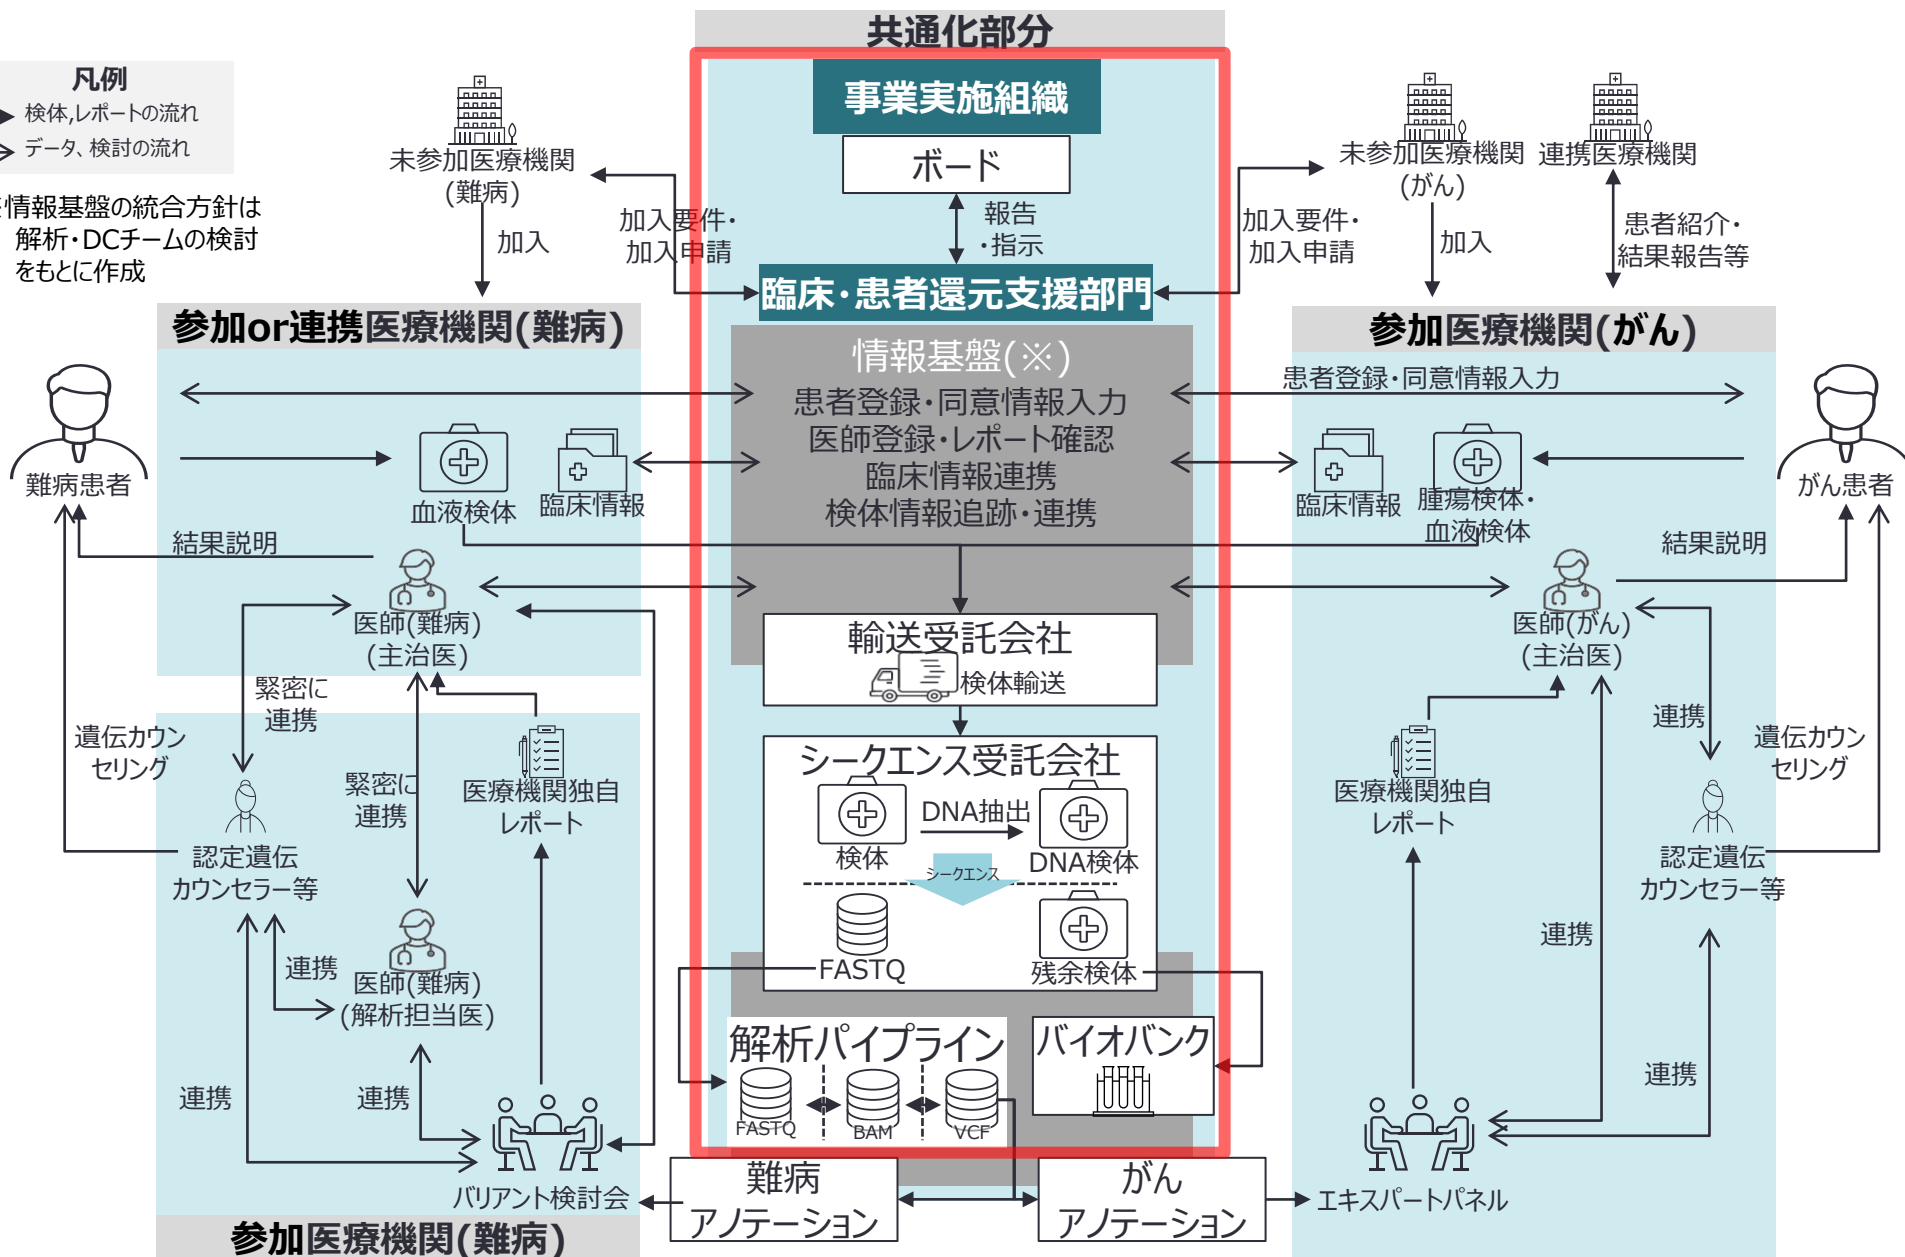 共通化部分
凡例
検体,レポートの流れ
データ、検討の流れ
情報基盤の統合方針は
解析・DCチームの検討
をもとに作成
未参加医療機関
(難病)
加入
加入要件・
加入申請
事業実施組織
ボード
報告
・指示
臨床・患者還元支援部門
未参加医療機関
(がん)
連携医療機関
加入要件・
加入申請
加入
患者紹介・
結果報告等
参加or連携医療機関(難病)
難病患者
血液検体
臨床情報
結果説明
医師(難病)
(主治医)
緊密に
連携
遺伝カウン
セリング
緊密に
連携
医療機関独自
レポート
認定遺伝
カウンセラー等
連携
医師(難病)
(解析担当医)
連携
連携
バリアント検討会
参加医療機関(難病)
情報基盤(※)
患者登録・同意情報入力
医師登録・レポート確認
臨床情報連携
検体情報追跡・連携
輸送受託会社
検体輸送
シークエンス受託会社
DNA抽出
検体
DNA検体
シークエンス
FASTQ
残余検体
解析パイプライン
FASTQ
BAM
VCF
バイオバンク
難病
アノテーション
がん
アノテーション
参加医療機関(がん)
患者登録・同意情報入力
臨床情報
腫瘍検体・
血液検体
がん患者
結果説明
医師(がん)
(主治医)
連携
遺伝カウン
セリング
医療機関独自
レポート
認定遺伝
カウンセラー等
連携
連携
エキスパートパネル